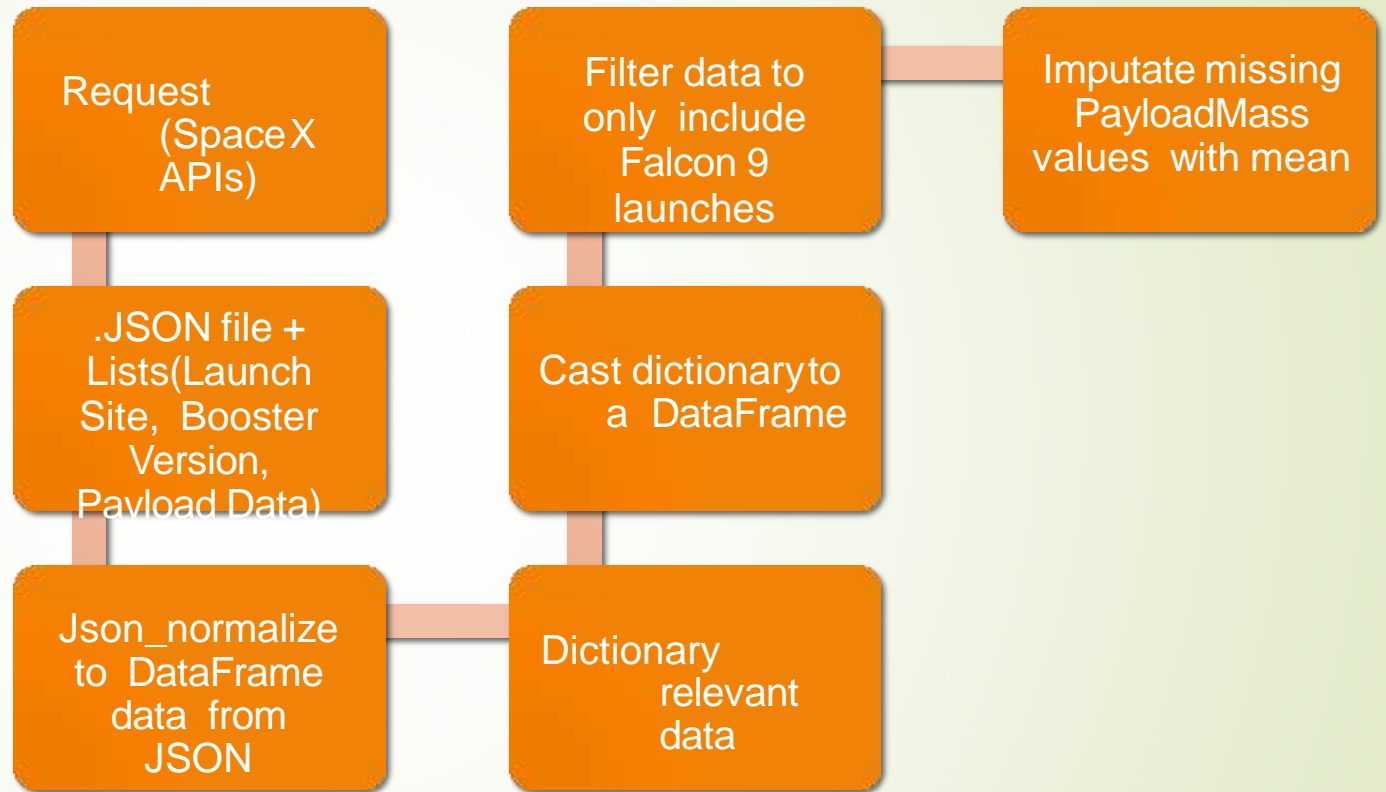 Request
(SpaceX
APIs)
.JSON file +
Lists(Launch
Site, Booster
Version,
Payload Data)
Json_normalize
to DataFrame
data from
JSON
Dictionary
relevant
data
Cast dictionary to
a DataFrame
Filter data to
only include
Falcon 9
launches
Imputate missing
PayloadMass
values with mean